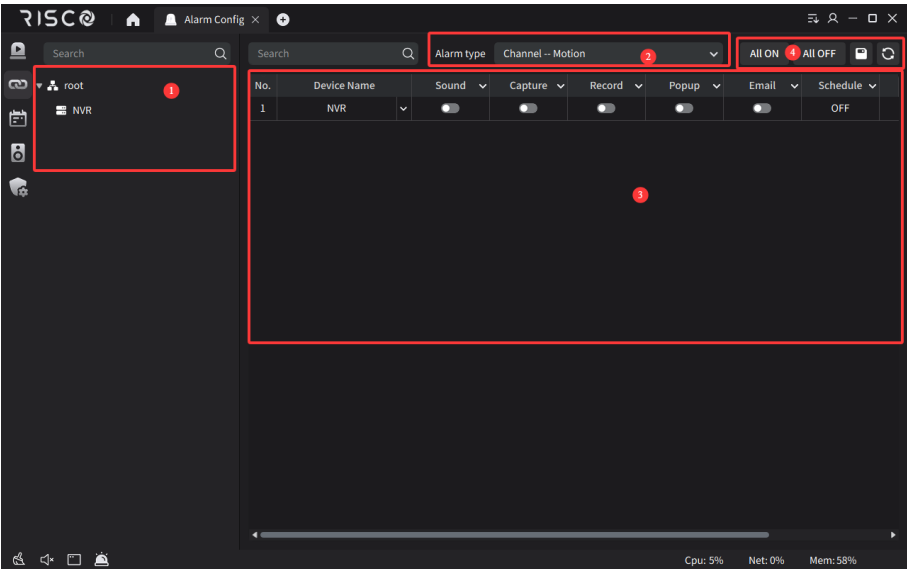 RISCO
Alarm Config
Search
Search
Alarm type
Channel -- Motion
2
All ON
4
All OFF
root
1
NVR
No. Device Name Sound Capture Record Popup Email Schedule
1 NVR OFF
3
Cpu: 5% Net: 0% Mem: 58%